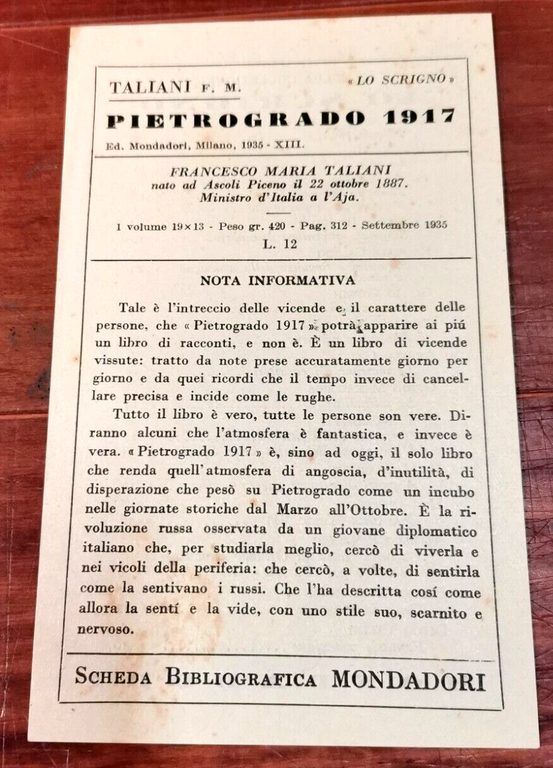 TALIANI F. M.
« LO SCRIGNO »
PIETROGRADO 1917
Ed. Mondadori, Milano, 1935 - XIII.
FRANCESCO MARIA TALIANI
nato ad Ascoli Piceno il 22 ottobre 1887.
Ministro d'Italia a l'Aja.
1 volume 19×13 - Peso gr. 420 - Pag. 312 - Settembre 1935
L. 12
NOTA INFORMATIVA
Tale è l'intreccio delle vicende e il carattere delle
persone, che « Pietrogrado 1917 » potrà apparire ai piú
un libro di racconti, e non è. È un libro di vicende
vissute: tratto da note prese accuratamente giorno per
giorno e da quei ricordi che il tempo invece di cancel-
lare precisa e incide come le rughe.
Tutto il libro è vero, tutte le persone son vere. Di-
ranno alcuni che l'atmosfera è fantastica, e invece è
vera. « Pietrogrado 1917 » è, sino ad oggi, il solo libro
che renda quell'atmosfera di angoscia, d'inutilità, di
disperazione che pesò su Pietrogrado come un incubo
nelle giornate storiche dal Marzo all'Ottobre. È la ri-
voluzione russa osservata da un giovane diplomatico
italiano che, per studiarla meglio, cercò di viverla e
nei vicoli della periferia: che cercò, a volte, di sentirla
come la sentivano i russi. Che l'ha descritta cosí come
allora la sentí e la vide, con uno stile suo, scarnito e
nervoso.
SCHEDA BIBLIOGRAFICA MONDADORI